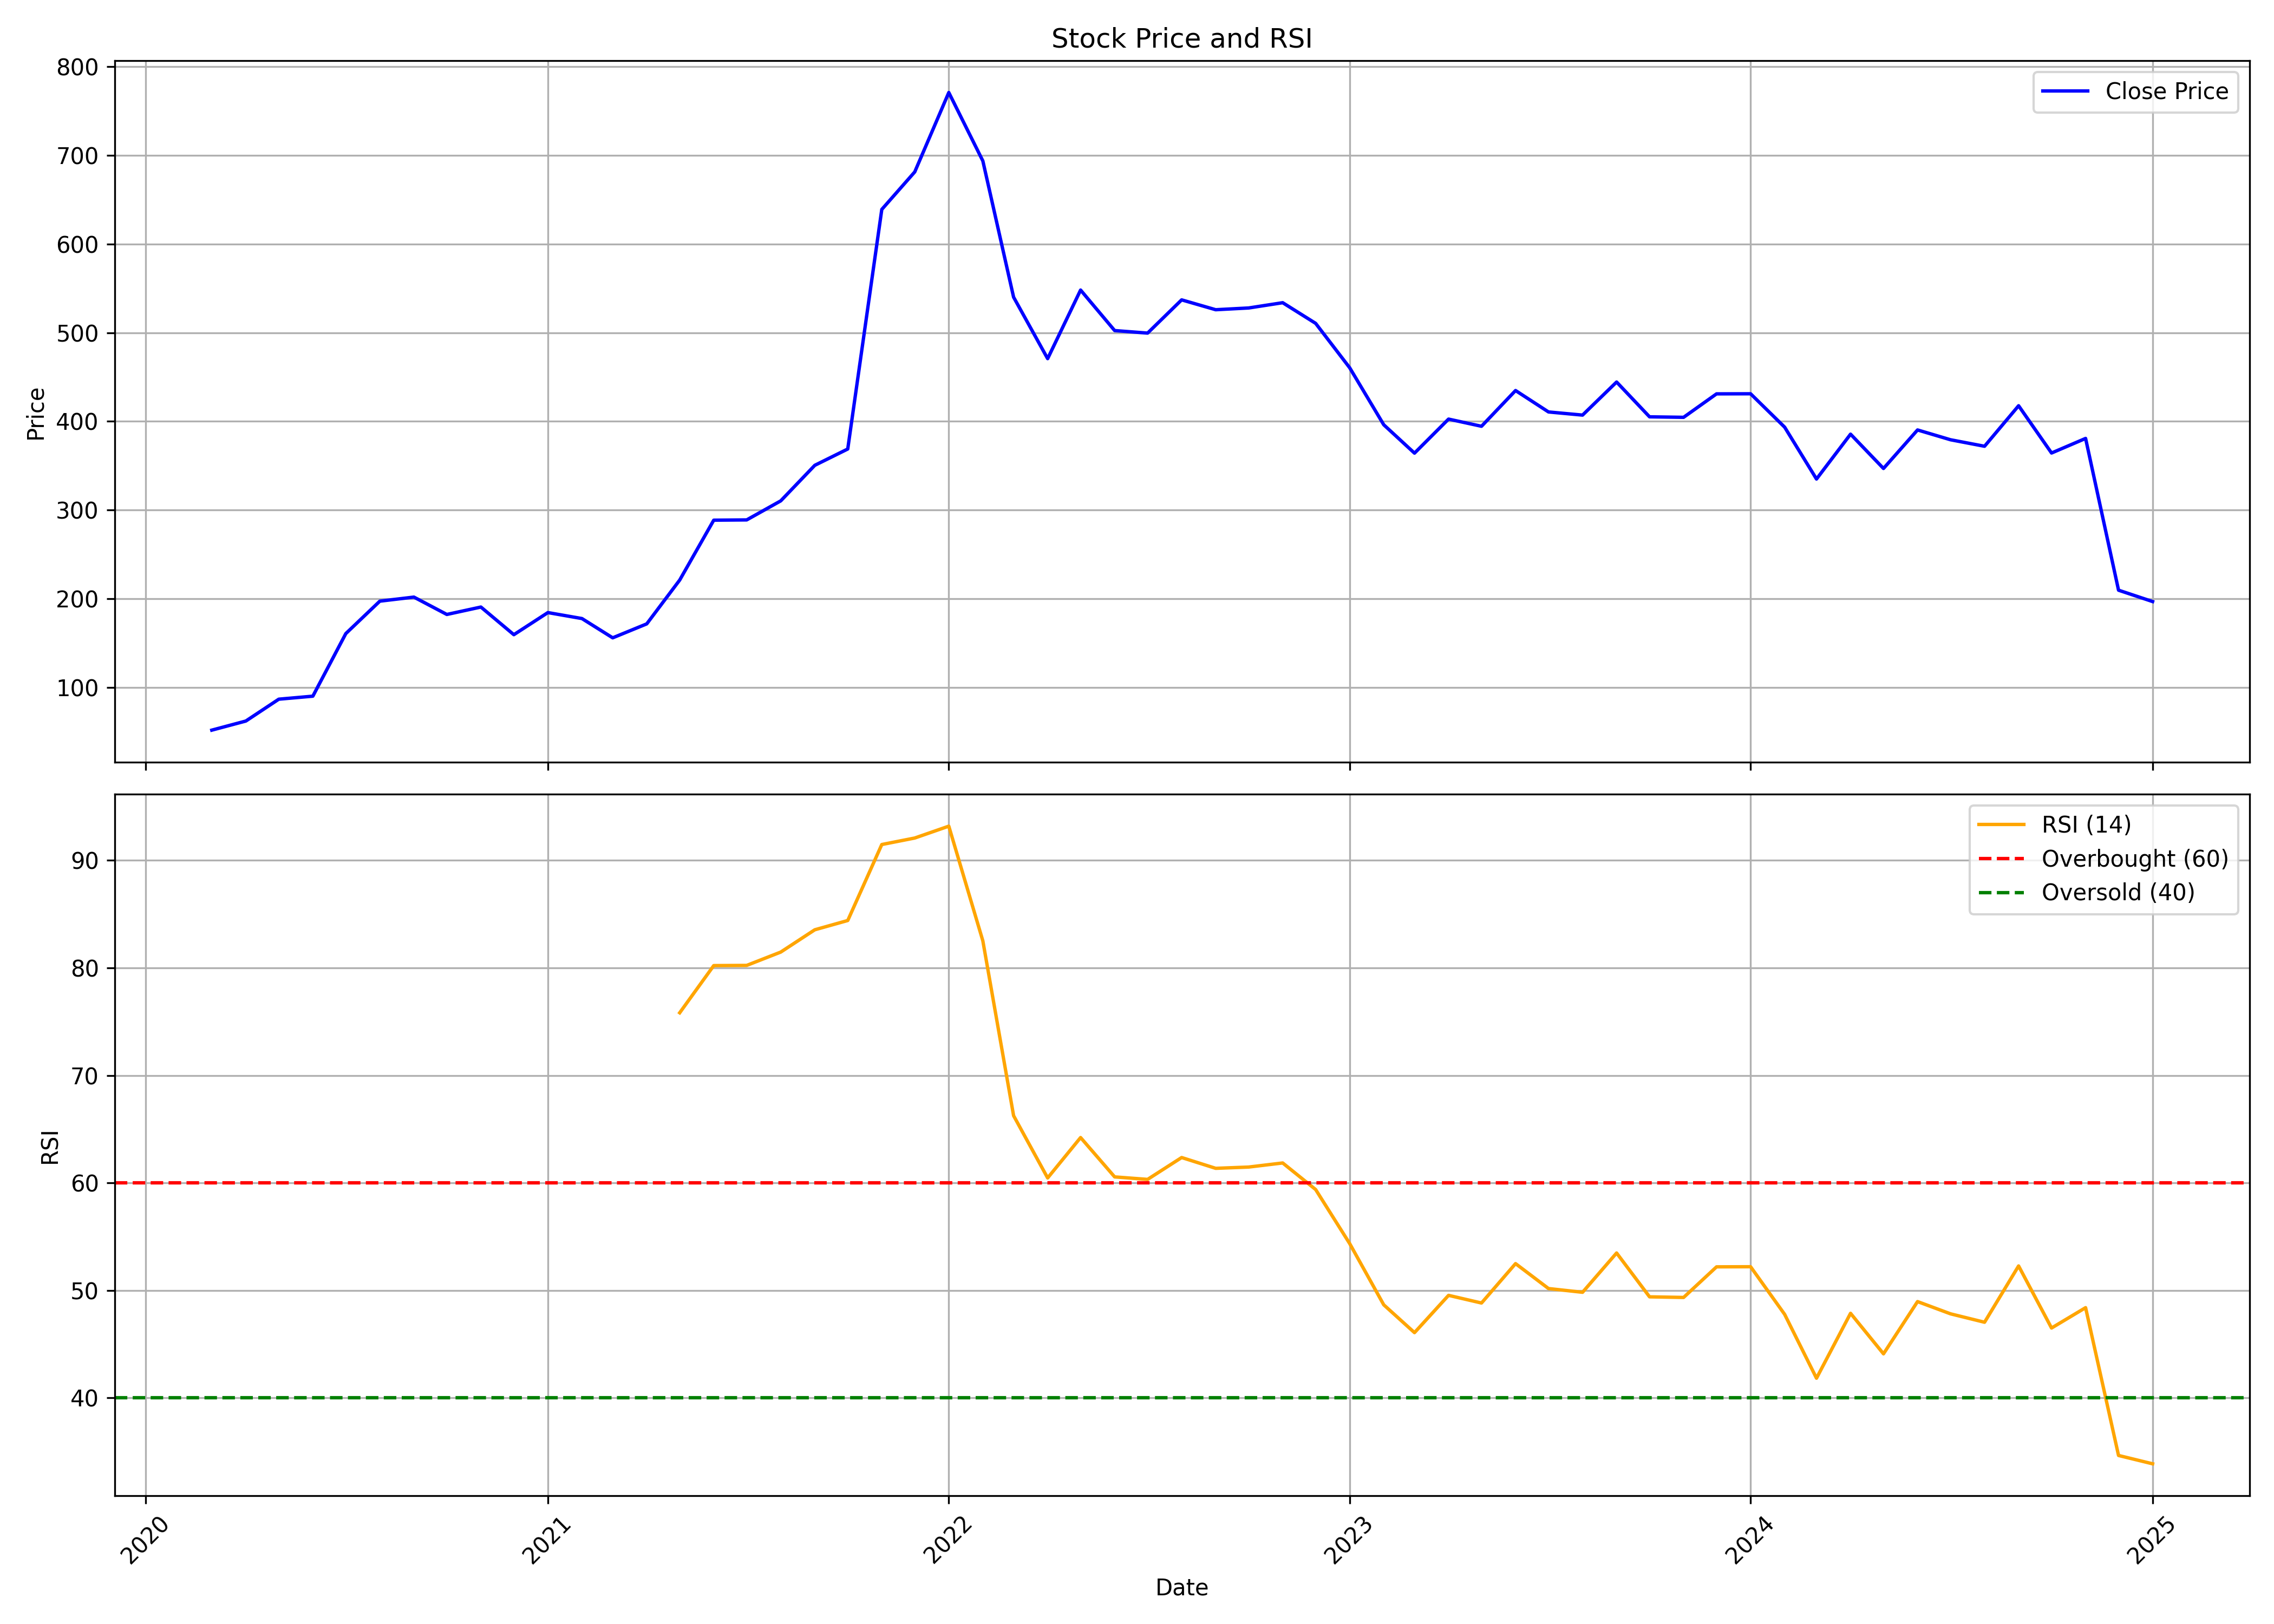 Stock Price and RSI
800
700
600
500
400
300
200
100
Price
Close Price
90
80
70
60
50
40
RSI
RSI (14)
Overbought (60)
Oversold (40)
2020
2021
2022
2023
2024
2025
Date